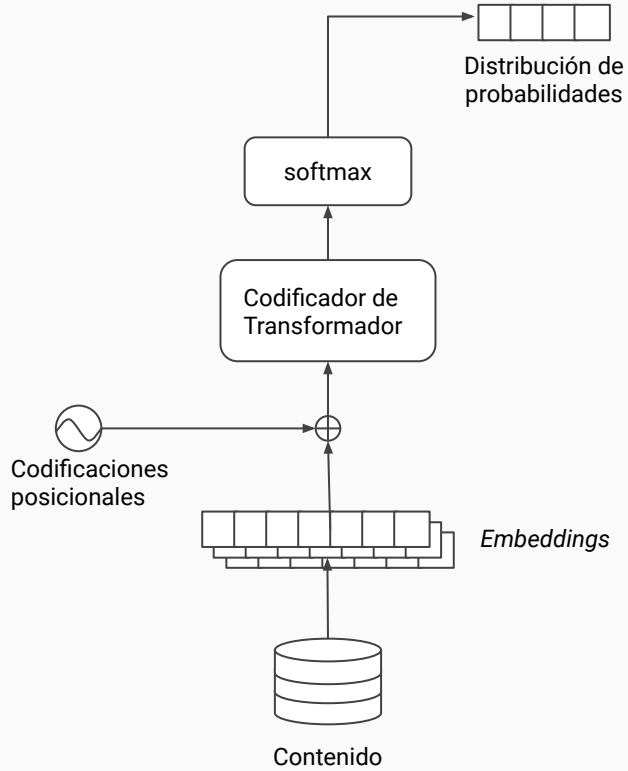 Distribución de
probabilidades
softmax
Codificador de
Transformador
Codificaciones
posicionales
Embeddings
Contenido